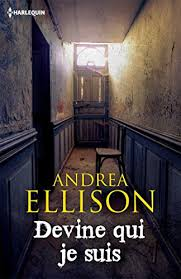 HARLEQUIN
ANDREA
ELLISON
Devine qui
je suis